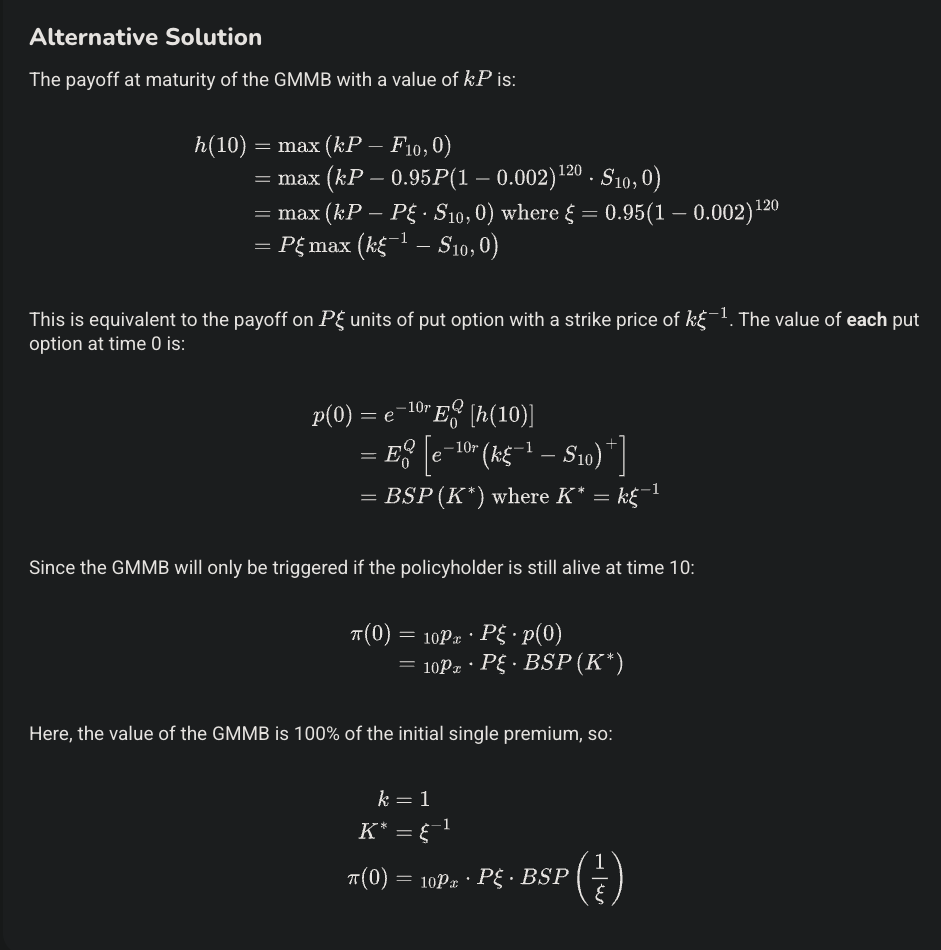 Alternative Solution
The payoff at maturity of the GMMB with a value of kP is:
h(10) = max (kP − F₁₀, 0)
= max (kP − 0.95P(1 − 0.002)¹²⁰ · S₁₀, 0)
= max (kP − Pξ · S₁₀, 0) where ξ = 0.95(1 − 0.002)¹²⁰
= Pξ max (kξ⁻¹ − S₁₀, 0)
This is equivalent to the payoff on Pξ units of put option with a strike price of kξ⁻¹. The value of each put
option at time 0 is:
p(0) = e⁻¹⁰ʳ E₀^Q [h(10)]
= E₀^Q [e⁻¹⁰ʳ (kξ⁻¹ − S₁₀)⁺]
= BSP (K*) where K* = kξ⁻¹
Since the GMMB will only be triggered if the policyholder is still alive at time 10:
π(0) = ₁₀pₓ · Pξ · p(0)
= ₁₀pₓ · Pξ · BSP (K*)
Here, the value of the GMMB is 100% of the initial single premium, so:
k = 1
K* = ξ⁻¹
π(0) = ₁₀pₓ · Pξ · BSP (1/ξ)